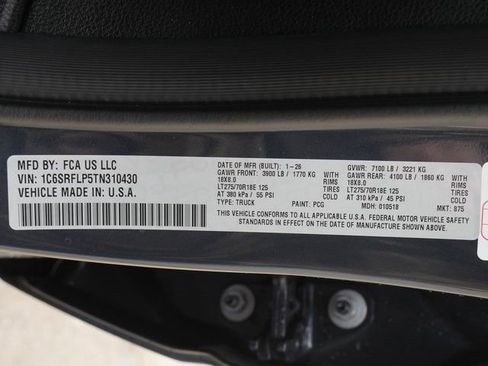 MFD BY: FCA US LLC
VIN: 1C6SRFLP5TN310430
VEHICLE MADE IN: U.S.A.
DATE OF MFR (BUILT): 1-26 GVWR: 7100 LB / 3221 KG
GAWR FRONT: 3900 LB / 1770 KG WITH GAWR REAR: 4100 LB / 1860 KG WITH
18X8.0 RIMS 18X8.0 RIMS
LT275/70R18E 125 TIRES LT275/70R18E 125 TIRES
AT 380 kPa / 55 PSI AT 310 kPa / 45 PSI
TYPE: TRUCK PAINT: PCG MDH: 010518 MKT: 875
THIS VEHICLE CONFORMS TO ALL APPLICABLE U.S.A. FEDERAL MOTOR VEHICLE SAFETY
STANDARDS IN EFFECT ON THE DATE OF MANUFACTURE SHOWN ABOVE.